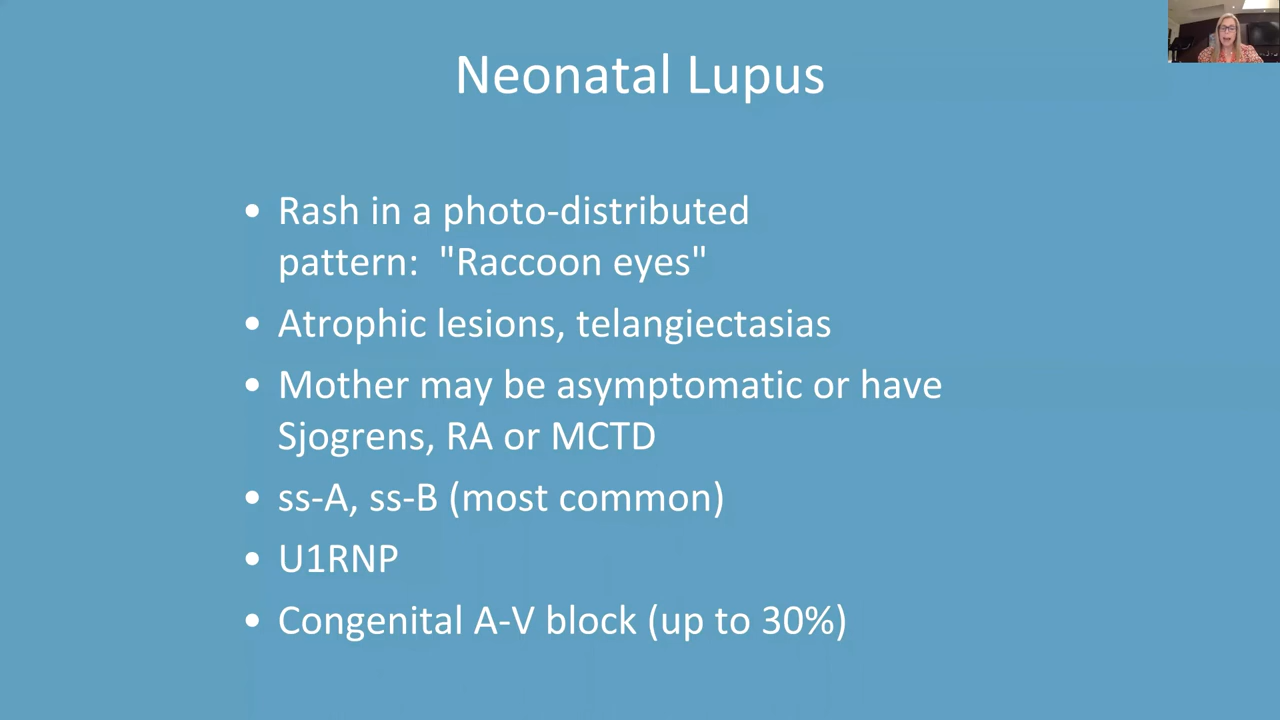 Neonatal Lupus
• Rash in a photo-distributed
pattern:  "Raccoon eyes"
• Atrophic lesions, telangiectasias
• Mother may be asymptomatic or have
Sjogrens, RA or MCTD
• ss-A, ss-B (most common)
• U1RNP
• Congenital A-V block (up to 30%)